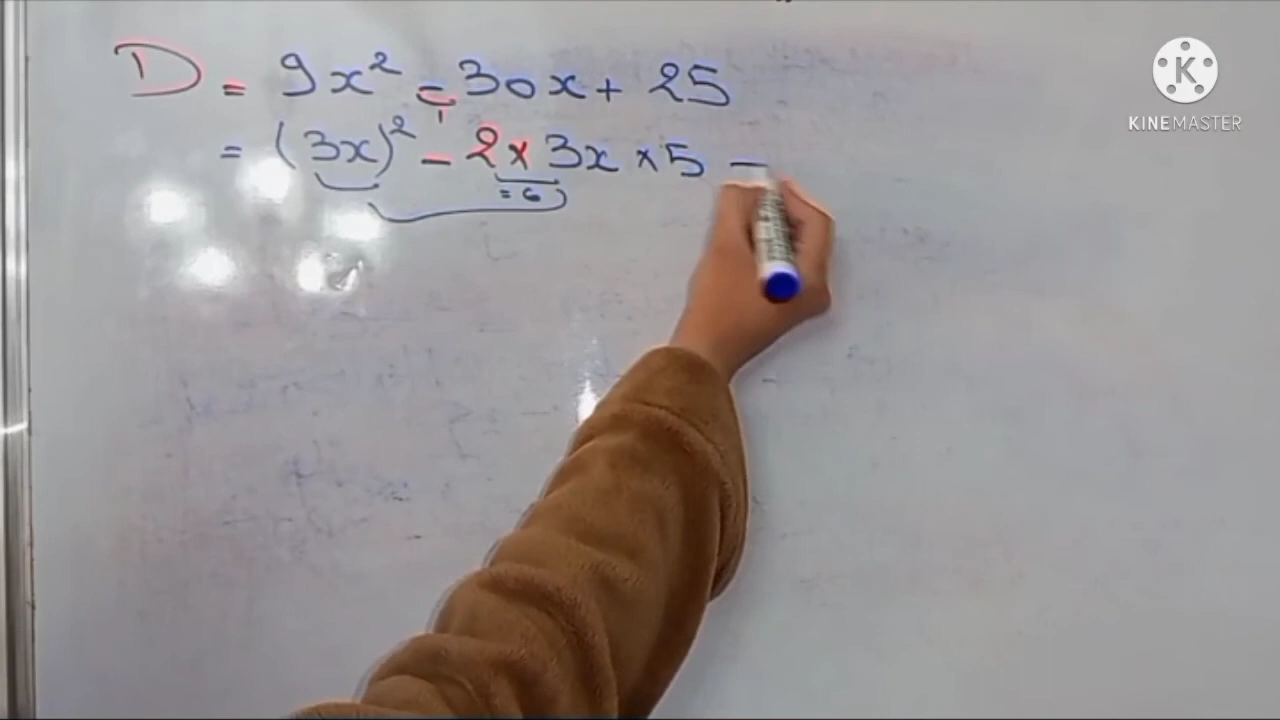 D = 9x² - 30x + 25
= (3x)² - 2 × 3x × 5 -
= 6
K
KINEMASTER